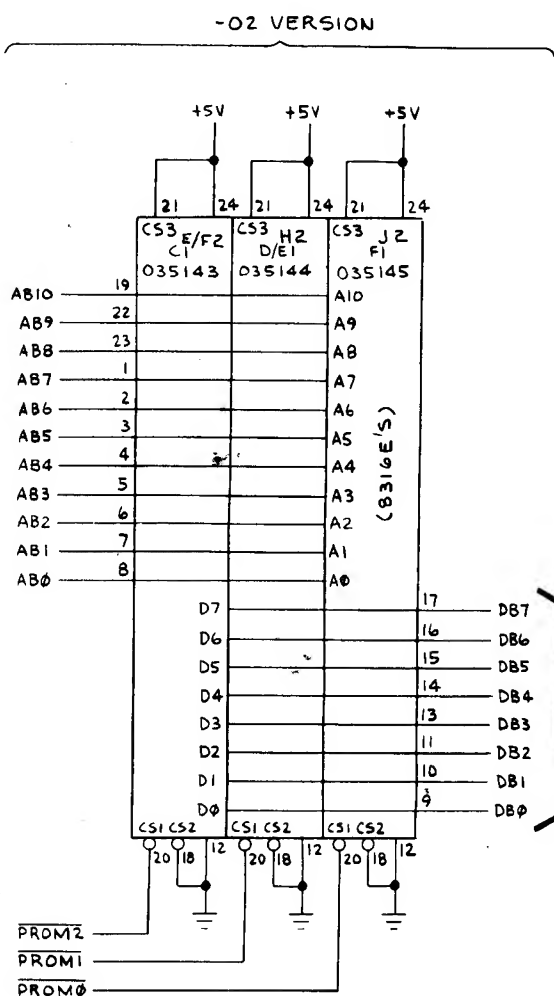 -02 VERSION
+5V +5V +5V
21 24 21 24 21 24
CS3 E/F2 CS3 H2 CS3 J2
C1 D/E1 F1
035143 035144 035145
AB10 19 A10
AB9 22 A9
AB8 23 A8
AB7 1 A7
AB6 2 A6
AB5 3 A5
AB4 4 A4
AB3 5 A3
AB2 6 A2
AB1 7 A1
ABØ 8 AØ
(8316E'S)
D7 17 DB7
D6 16 DB6
D5 15 DB5
D4 14 DB4
D3 13 DB3
D2 11 DB2
D1 10 DB1
DØ 9 DBØ
CS1 CS2 CS1 CS2 CS1 CS2
20 18 12 20 18 12 20 18 12
PROM2
PROM1
PROMØ